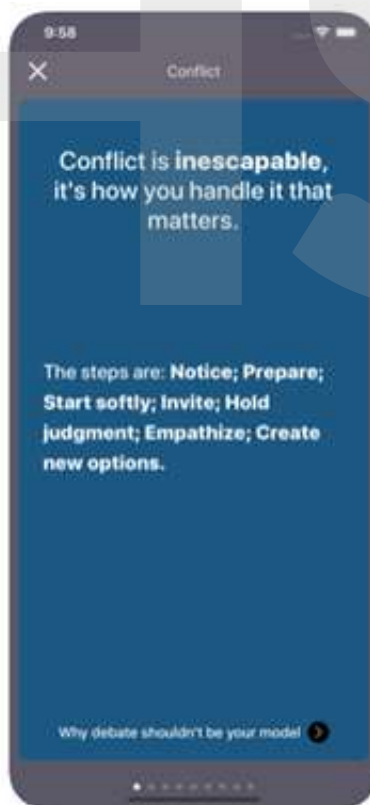 9:58
Conflict
Conflict is inescapable,
it's how you handle it that
matters.
The steps are: Notice; Prepare;
Start softly; Invite; Hold
judgment; Empathize; Create
new options.
Why debate shouldn't be your model